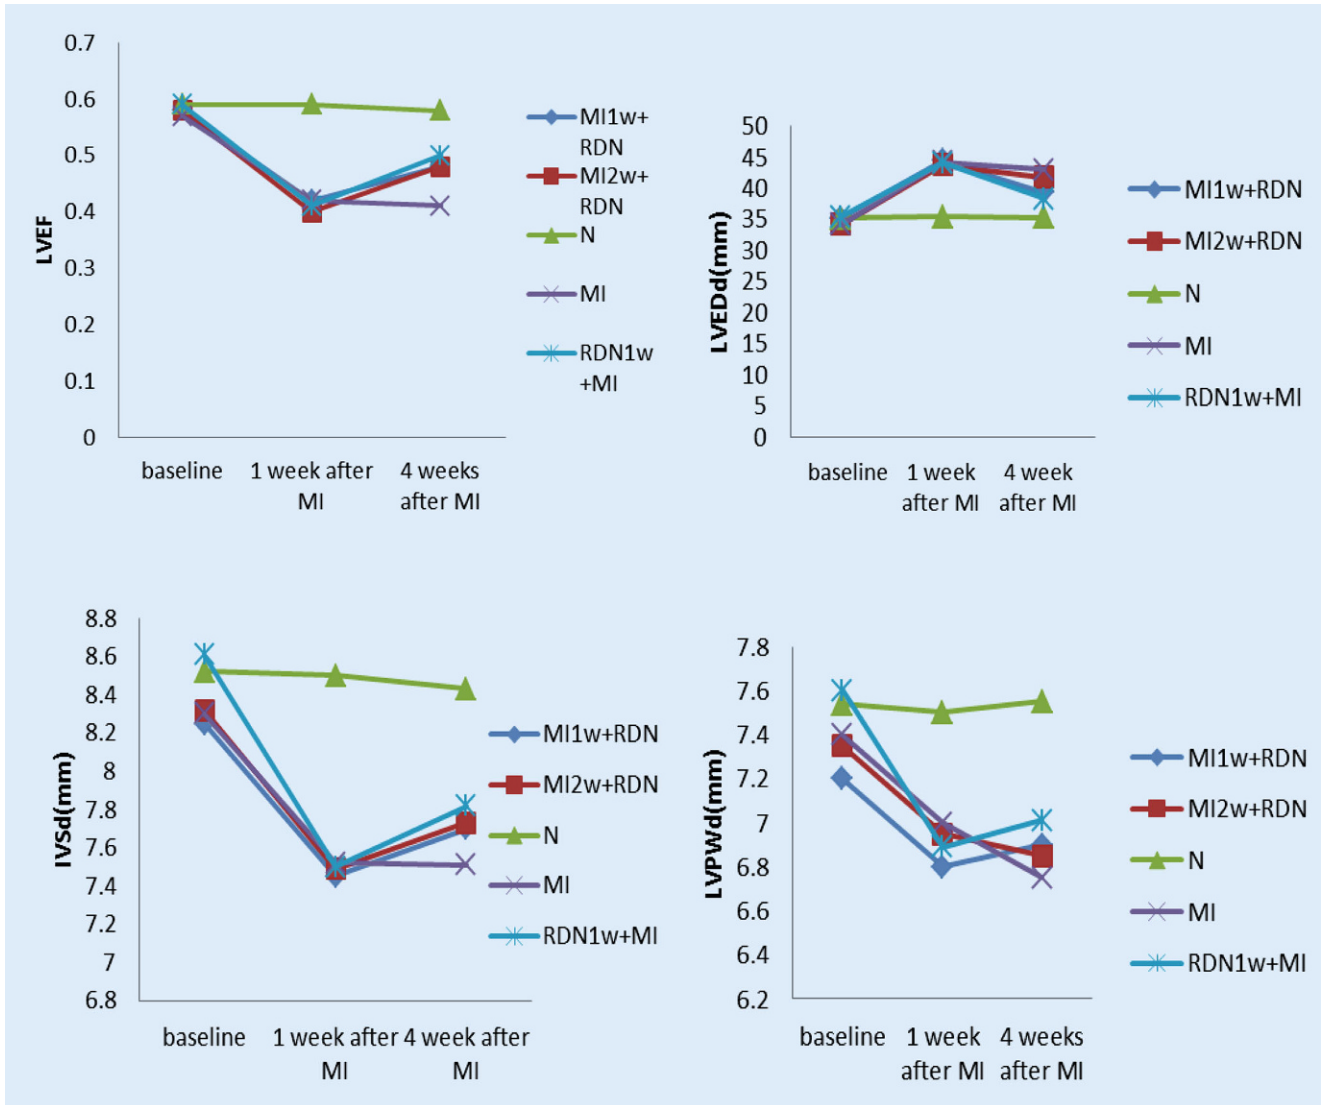 0.7
0.6
0.5
0.4
0.3
0.2
0.1
0
LVEF
baseline
1 week after
MI
4 weeks
after MI
MI1w+
RDN
MI2w+
RDN
N
MI
RDN1w
+MI
50
45
40
35
30
25
20
15
10
5
0
LVEDd(mm)
baseline
1 week
after MI
4 week
after MI
MI1w+RDN
MI2w+RDN
N
MI
RDN1w+MI
8.8
8.6
8.4
8.2
8
7.8
7.6
7.4
7.2
7
6.8
IVSd(mm)
baseline
1 week after
MI
4 week after
MI
MI1w+RDN
MI2w+RDN
N
MI
RDN1w+MI
7.8
7.6
7.4
7.2
7
6.8
6.6
6.4
6.2
LVPWd(mm)
baseline
1 week
after MI
4 weeks
after MI
MI1w+RDN
MI2w+RDN
N
MI
RDN1w+MI